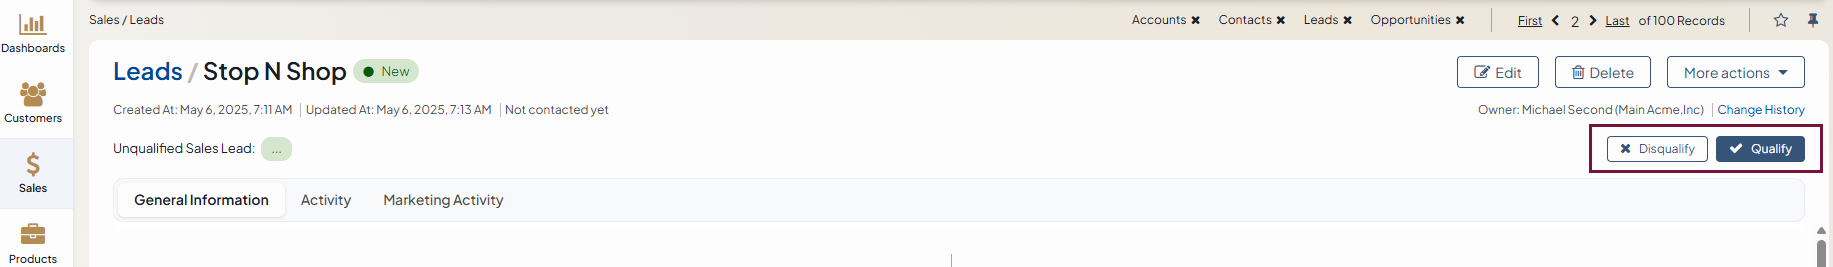 Dashboards
Customers
Sales
Products
Sales / Leads
Accounts × Contacts × Leads × Opportunities × First 2 Last of 100 Records
Leads / Stop N Shop New
Edit Delete More actions
Created At: May 6, 2025, 7:11 AM Updated At: May 6, 2025, 7:13 AM Not contacted yet
Owner: Michael Second (Main Acme,Inc) Change History
Unqualified Sales Lead: ...
Disqualify Qualify
General Information Activity Marketing Activity